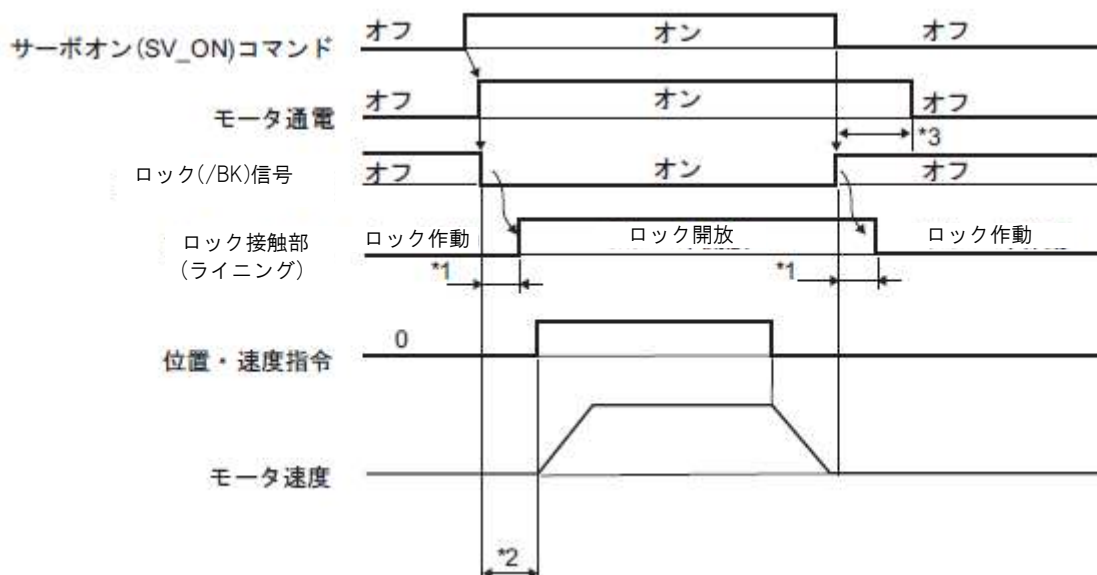 サーボオン(SV_ON)コマンド オフ オン オフ
モータ通電 オフ オン オフ
*3
ロック(/BK)信号 オフ オン オフ
ロック接触部 ロック作動 ロック開放 ロック作動
(ライニング) *1 *1
位置・速度指令 0
モータ速度
*2